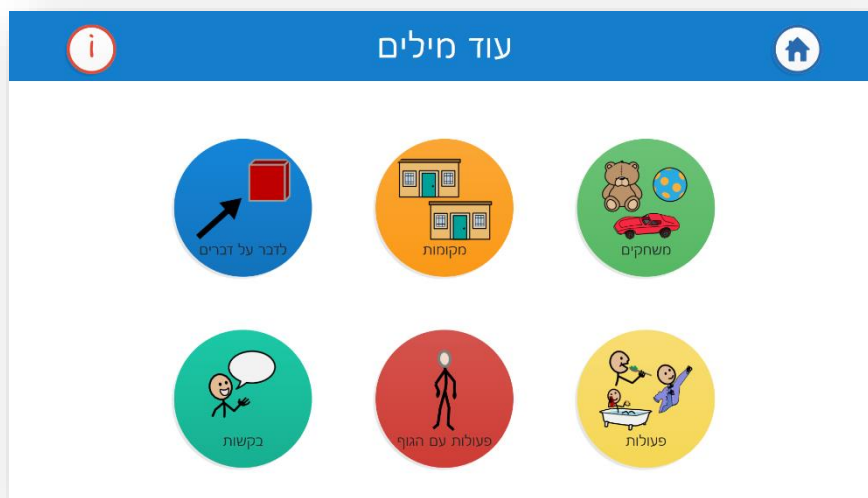 עוד מילים
i
משחקים
מקומות
לדבר על דברים
פעולות
פעולות עם הגוף
בקשות